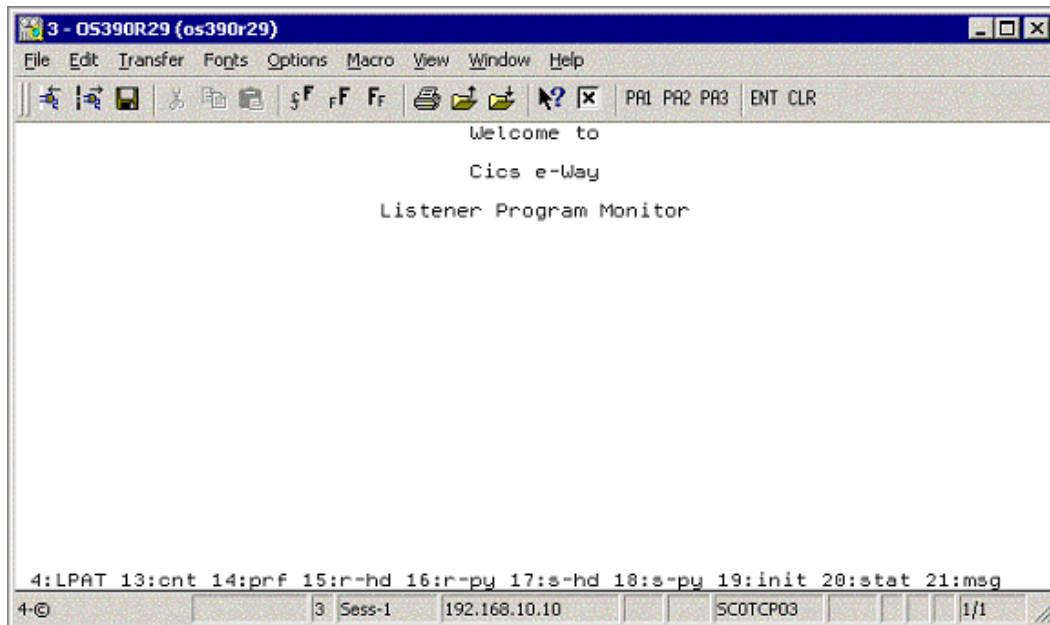 3 - OS390R29 (os390r29)
File Edit Transfer Fonts Options Macro View Window Help
PA1 PA2 PA3 ENT CLR
Welcome to
Cics e-Way
Listener Program Monitor
4:LPAT 13:cnt 14:prf 15:r-hd 16:r-py 17:s-hd 18:s-py 19:init 20:stat 21:msg
4-© 3 Sess-1 192.168.10.10 SC0TCP03 1/1